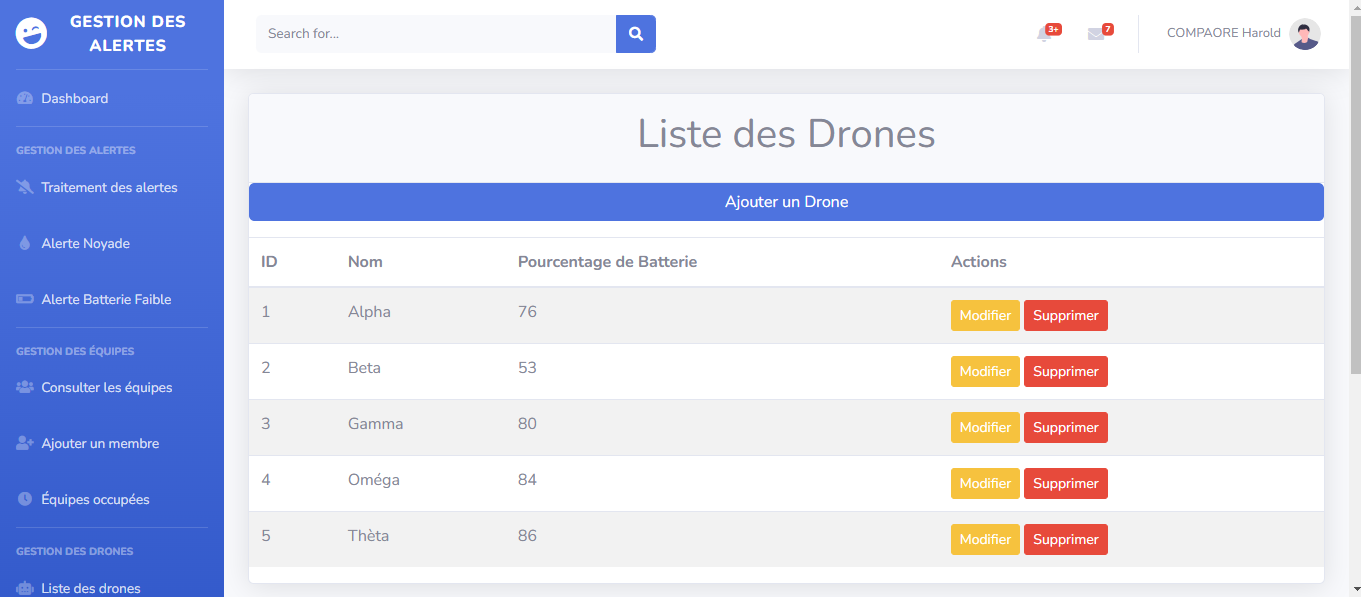 GESTION DES
ALERTES
Search for...
3+
7
COMPAORE Harold
Dashboard
GESTION DES ALERTES
Traitement des alertes
Alerte Noyade
Alerte Batterie Faible
GESTION DES ÉQUIPES
Consulter les équipes
Ajouter un membre
Équipes occupées
GESTION DES DRONES
Liste des drones
Liste des Drones
Ajouter un Drone
ID Nom Pourcentage de Batterie Actions
1 Alpha 76 Modifier Supprimer
2 Beta 53 Modifier Supprimer
3 Gamma 80 Modifier Supprimer
4 Oméga 84 Modifier Supprimer
5 Thèta 86 Modifier Supprimer